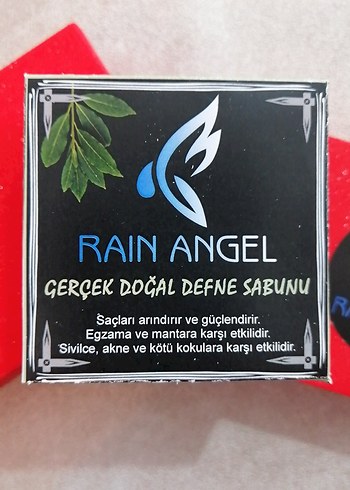 RAIN ANGEL
GERÇEK DOĞAL DEFNE SABUNU
Saçları arındırır ve güçlendirir.
Egzama ve mantara karşı etkilidir.
Sivilce, akne ve kötü kokulara karşı etkilidir.
RA